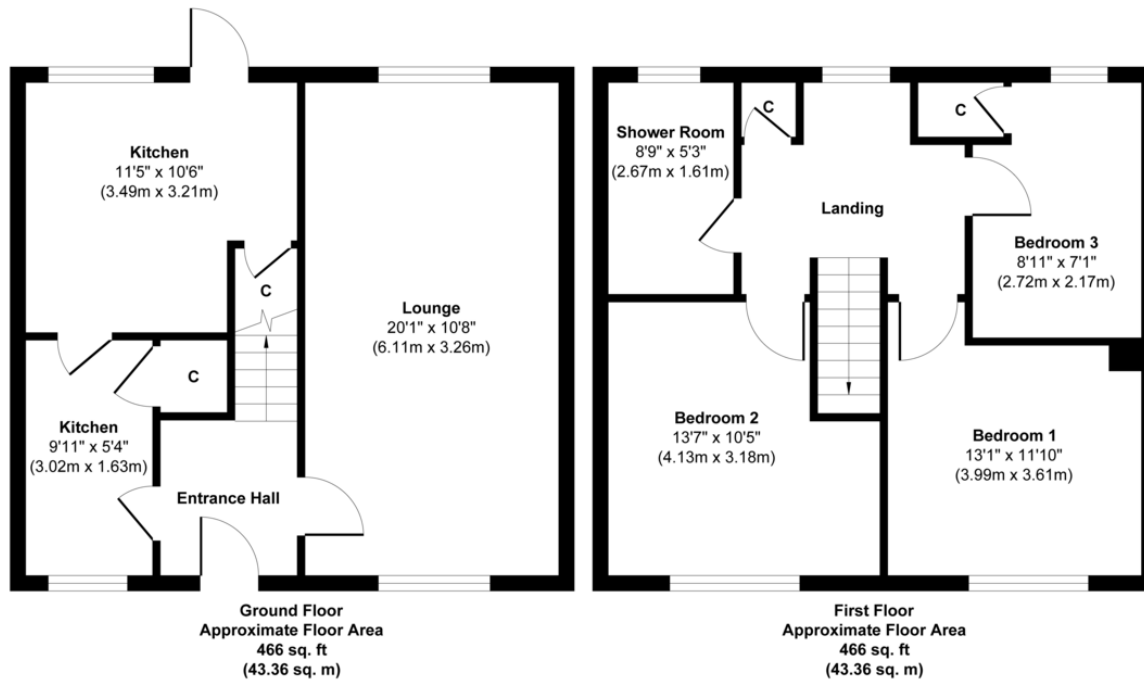 Kitchen
11'5" x 10'6"
(3.49m x 3.21m)
C
Lounge
20'1" x 10'8"
(6.11m x 3.26m)
C
Kitchen
9'11" x 5'4"
(3.02m x 1.63m)
Entrance Hall
Ground Floor
Approximate Floor Area
466 sq. ft
(43.36 sq. m)
Shower Room
8'9" x 5'3"
(2.67m x 1.61m)
C
C
Landing
Bedroom 3
8'11" x 7'1"
(2.72m x 2.17m)
Bedroom 2
13'7" x 10'5"
(4.13m x 3.18m)
Bedroom 1
13'1" x 11'10"
(3.99m x 3.61m)
First Floor
Approximate Floor Area
466 sq. ft
(43.36 sq. m)